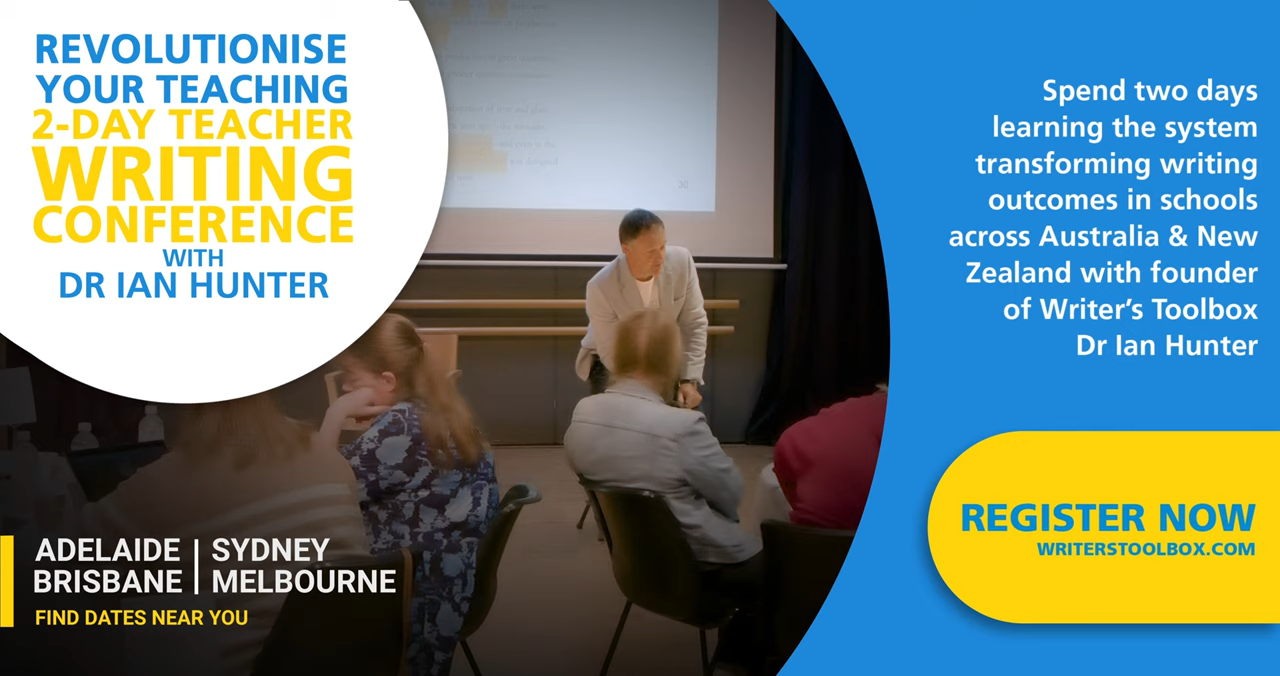 REVOLUTIONISE
YOUR TEACHING
2-DAY TEACHER
WRITING
CONFERENCE
WITH
DR IAN HUNTER
30
ADELAIDE | SYDNEY
BRISBANE | MELBOURNE
FIND DATES NEAR YOU
Spend two days
learning the system
transforming writing
outcomes in schools
across Australia & New
Zealand with founder
of Writer's Toolbox
Dr Ian Hunter
REGISTER NOW
WRITERSTOOLBOX.COM